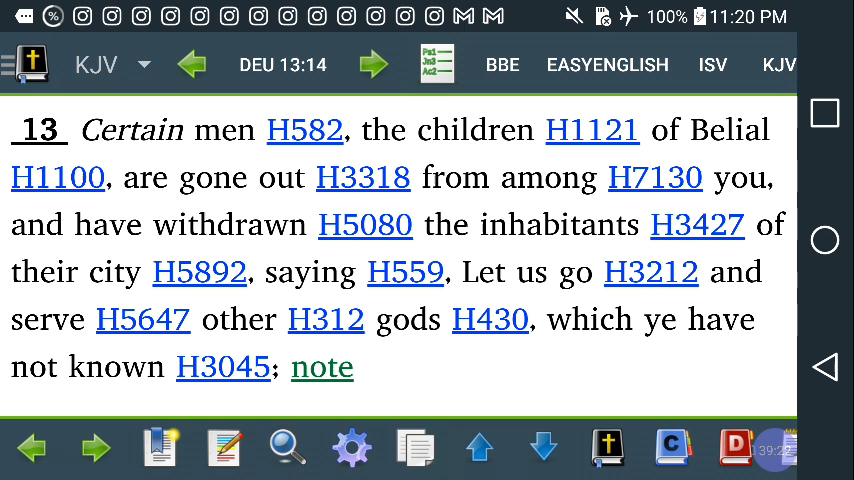 100% 11:20 PM
KJV DEU 13:14 Ps1 Jn3 Ac2 BBE EASYENGLISH ISV KJV
13 Certain men H582, the children H1121 of Belial
H1100, are gone out H3318 from among H7130 you,
and have withdrawn H5080 the inhabitants H3427 of
their city H5892, saying H559, Let us go H3212 and
serve H5647 other H312 gods H430, which ye have
not known H3045; note
C D 39:22